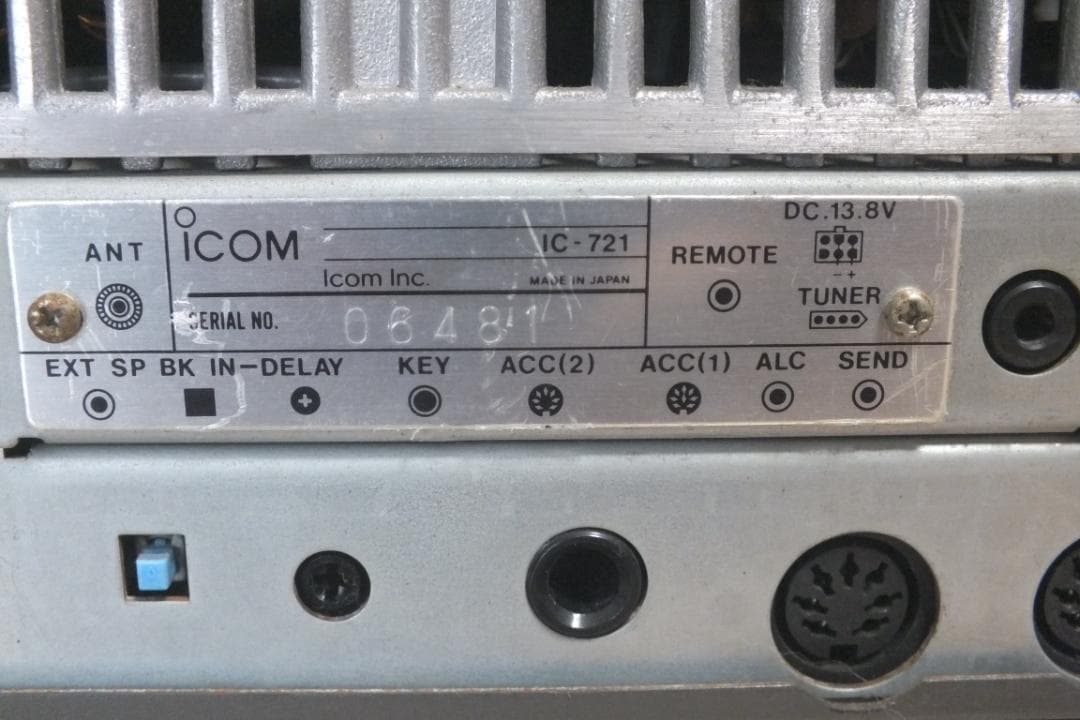 ANT
ICOM
IC-721
Icom Inc.
MADE IN JAPAN
SERIAL NO. 06481
REMOTE
DC.13.8V
- +
TUNER
EXT SP BK IN-DELAY KEY ACC(2) ACC(1) ALC SEND